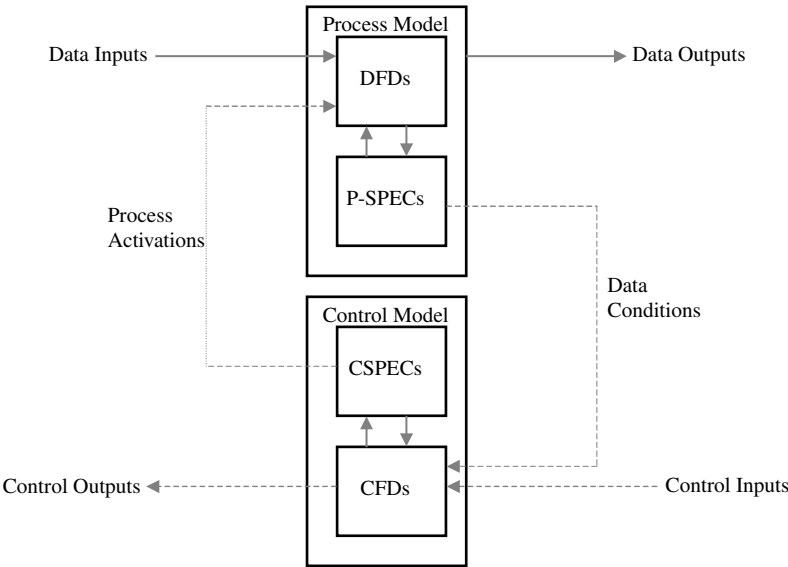 Process Model
Data Inputs
Data Outputs
DFDs
P-SPECs
Process
Activations
Data
Conditions
Control Model
CSPECs
Control Outputs
CFDs
Control Inputs